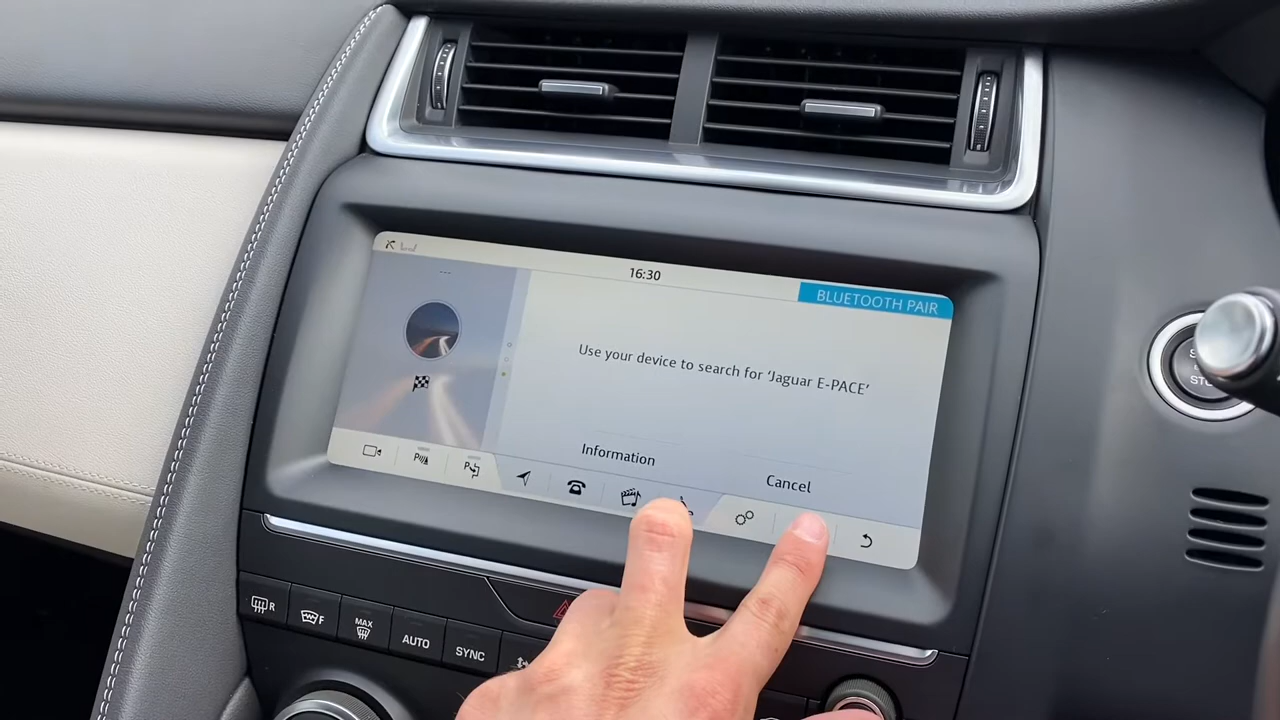 16:30
BLUETOOTH PAIR
Use your device to search for ‘Jaguar E-PACE’
Information
Cancel
R
F
MAX
AUTO
SYNC